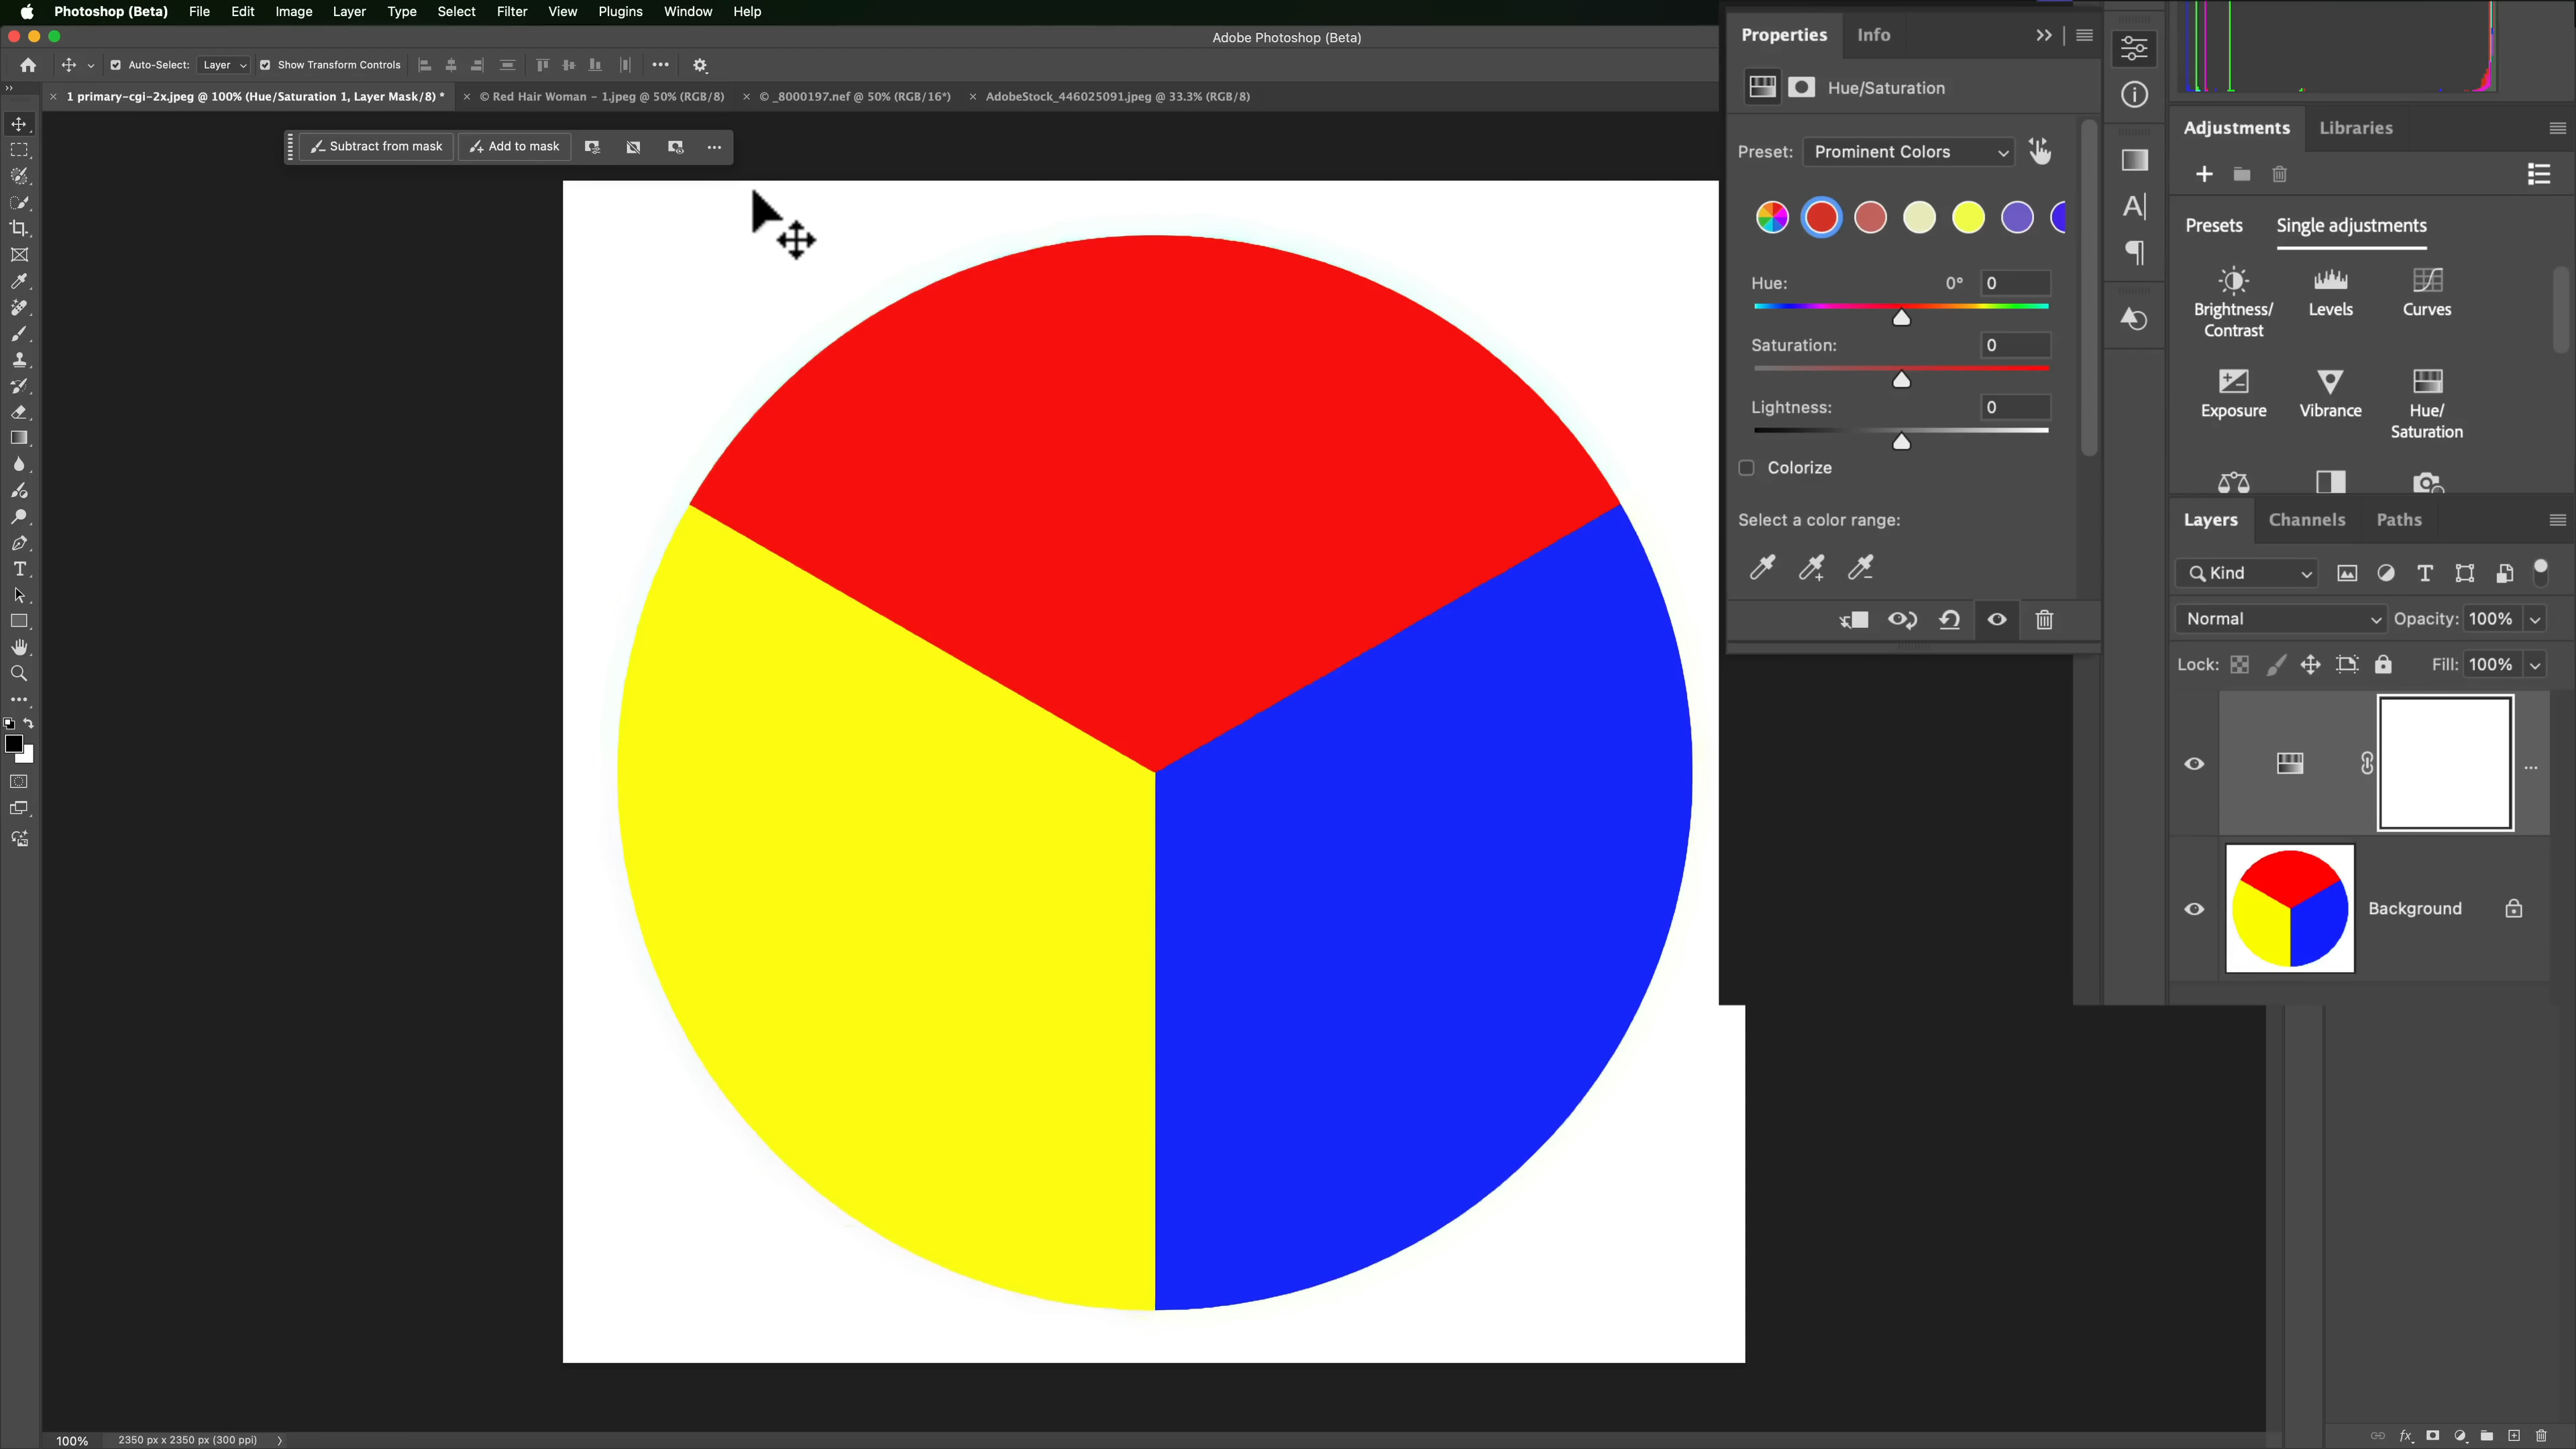 Photoshop (Beta) File Edit Image Layer Type Select Filter View Plugins Window Help
Adobe Photoshop (Beta)
Auto-Select: Layer Show Transform Controls
1 primary-cgi-2x.jpeg @ 100% (Hue/Saturation 1, Layer Mask/8) * © Red Hair Woman - 1.jpeg @ 50% (RGB/8) © _8000197.nef @ 50% (RGB/16*) AdobeStock_446025091.jpeg @ 33.3% (RGB/8)
Subtract from mask Add to mask
Properties Info
Hue/Saturation
Preset: Prominent Colors
Hue: 0° 0
Saturation: 0
Lightness: 0
Colorize
Select a color range:
Adjustments Libraries
Presets Single adjustments
Brightness/
Contrast
Levels
Curves
Exposure
Vibrance
Hue/
Saturation
Layers Channels Paths
Kind
Normal Opacity: 100%
Lock: Fill: 100%
Background
100% 2350 px x 2350 px (300 ppi)